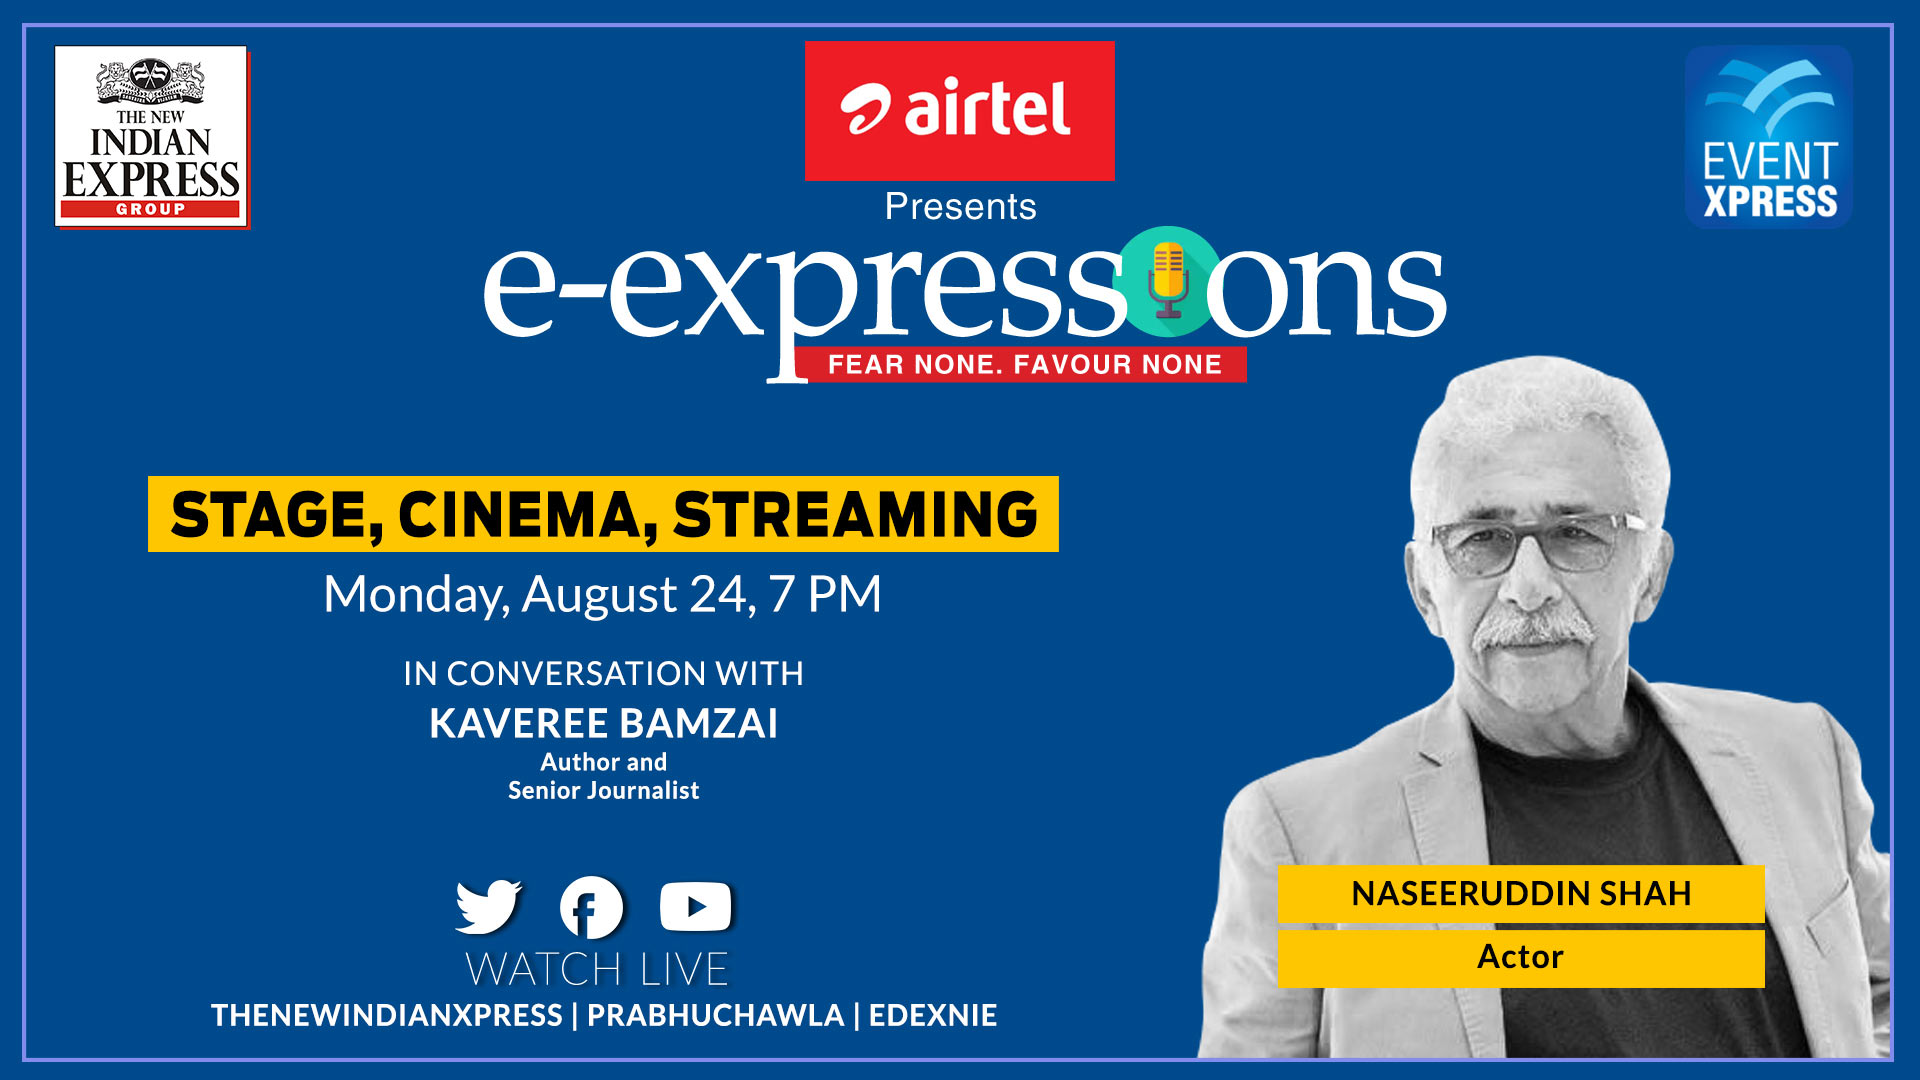 THE NEW
INDIAN
EXPRESS
GROUP
airtel
Presents
EVENT
XPRESS
e-expressions
FEAR NONE. FAVOUR NONE
STAGE, CINEMA, STREAMING
Monday, August 24, 7 PM
IN CONVERSATION WITH
KAVEREE BAMZAI
Author and
Senior Journalist
WATCH LIVE
THENEWINDIANXPRESS | PRABHUCHAWLA | EDEXNIE
NASEERUDDIN SHAH
Actor